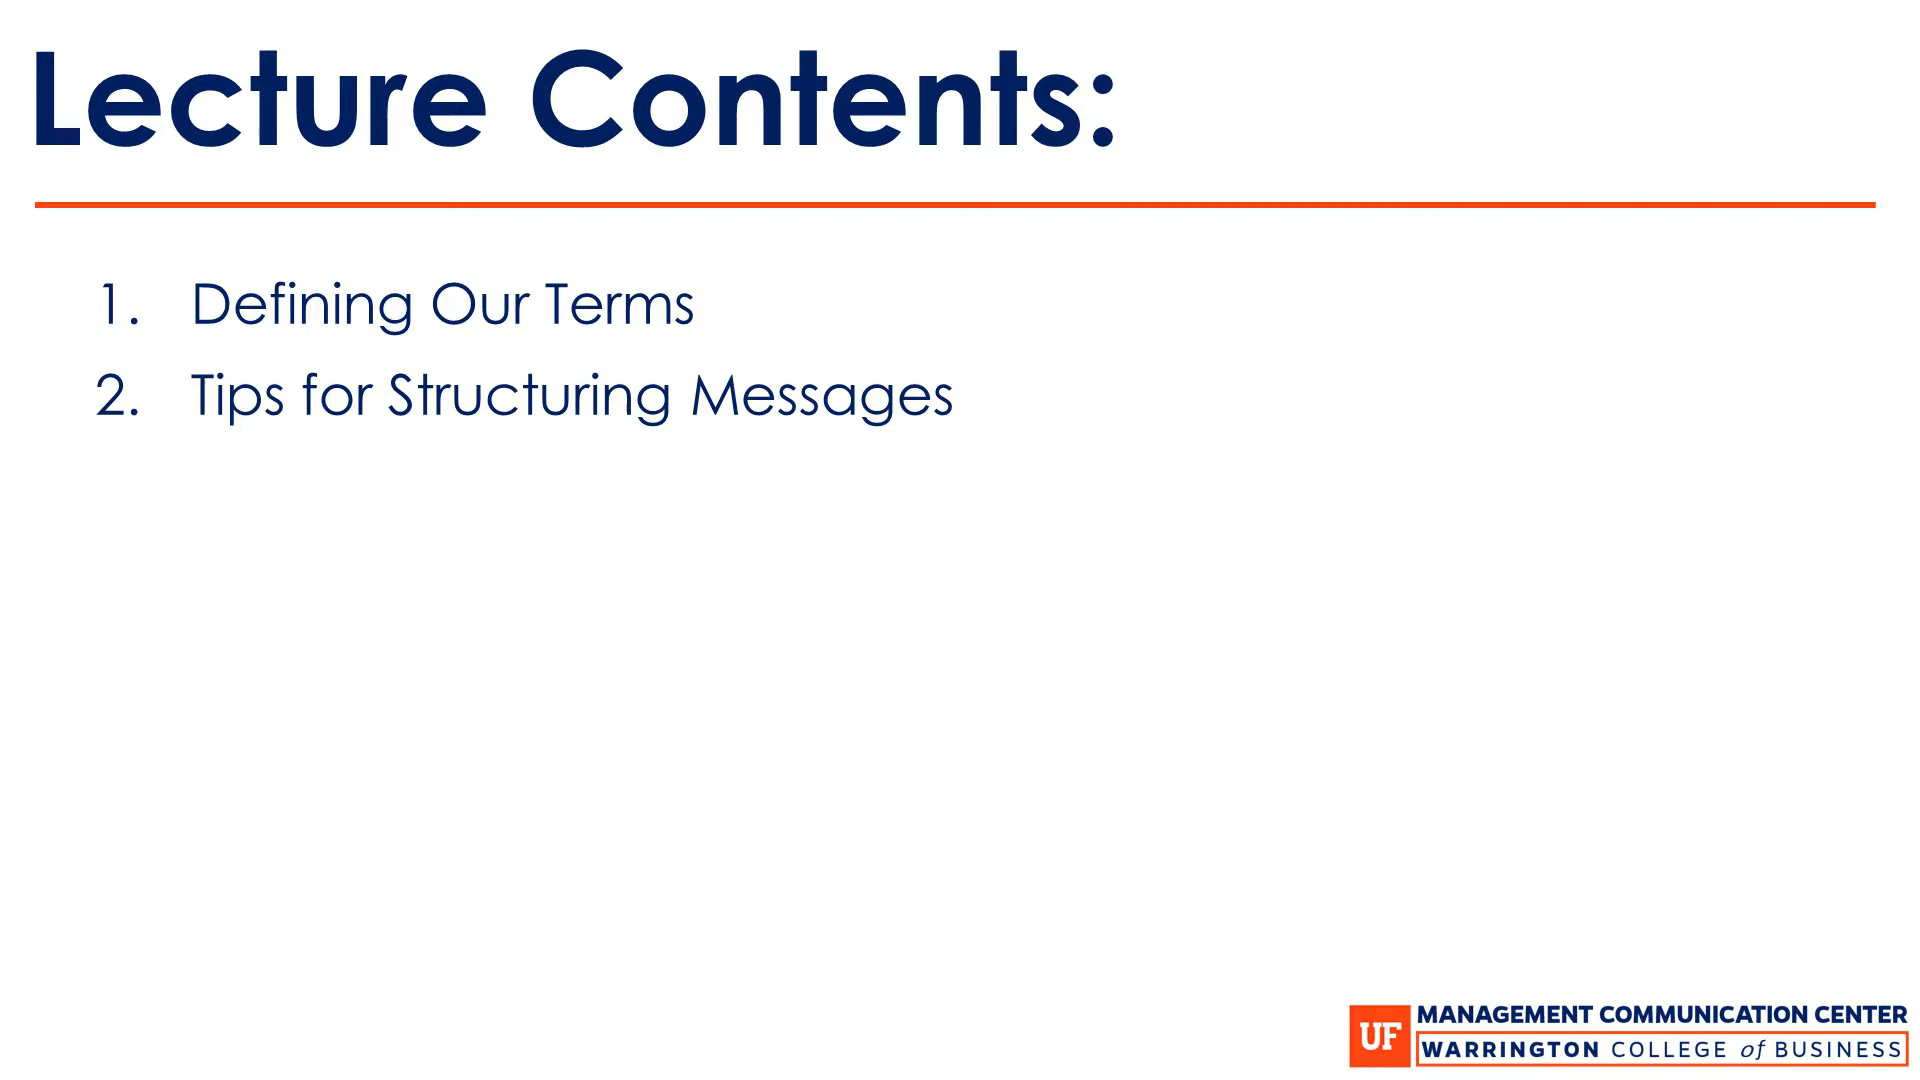 Lecture Contents:
1. Defining Our Terms
2. Tips for Structuring Messages
UF
MANAGEMENT COMMUNICATION CENTER
WARRINGTON COLLEGE of BUSINESS